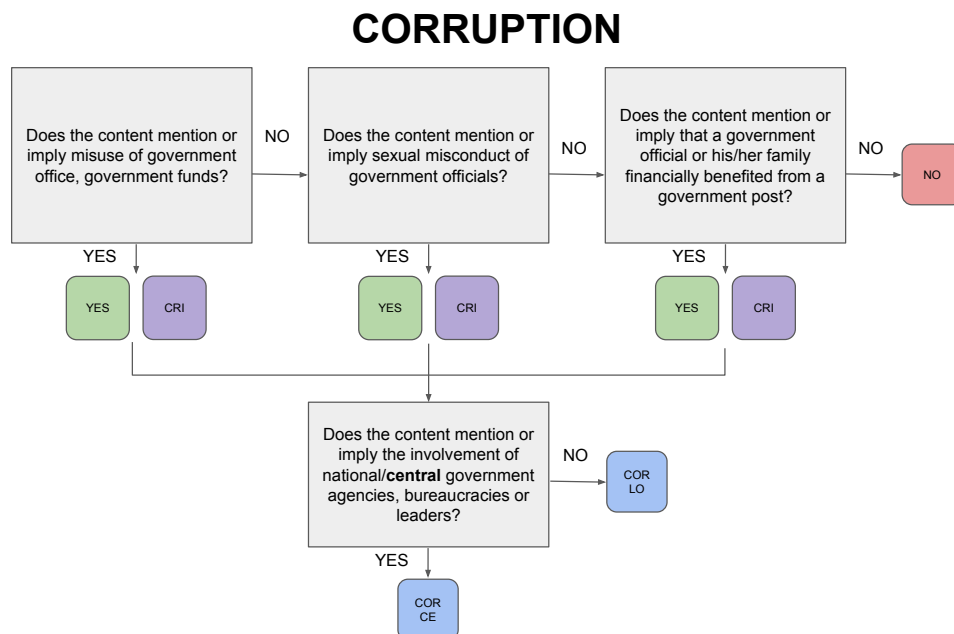 CORRUPTION
Does the content mention or
imply misuse of government
office, government funds?
NO
Does the content mention or
imply sexual misconduct of
government officials?
NO
Does the content mention or
imply that a government
official or his/her family
financially benefited from a
government post?
NO
NO
YES
YES
YES
YES
CRI
YES
CRI
YES
CRI
Does the content mention or
imply the involvement of
national/central government
agencies, bureaucracies or
leaders?
NO
COR
LO
YES
COR
CE